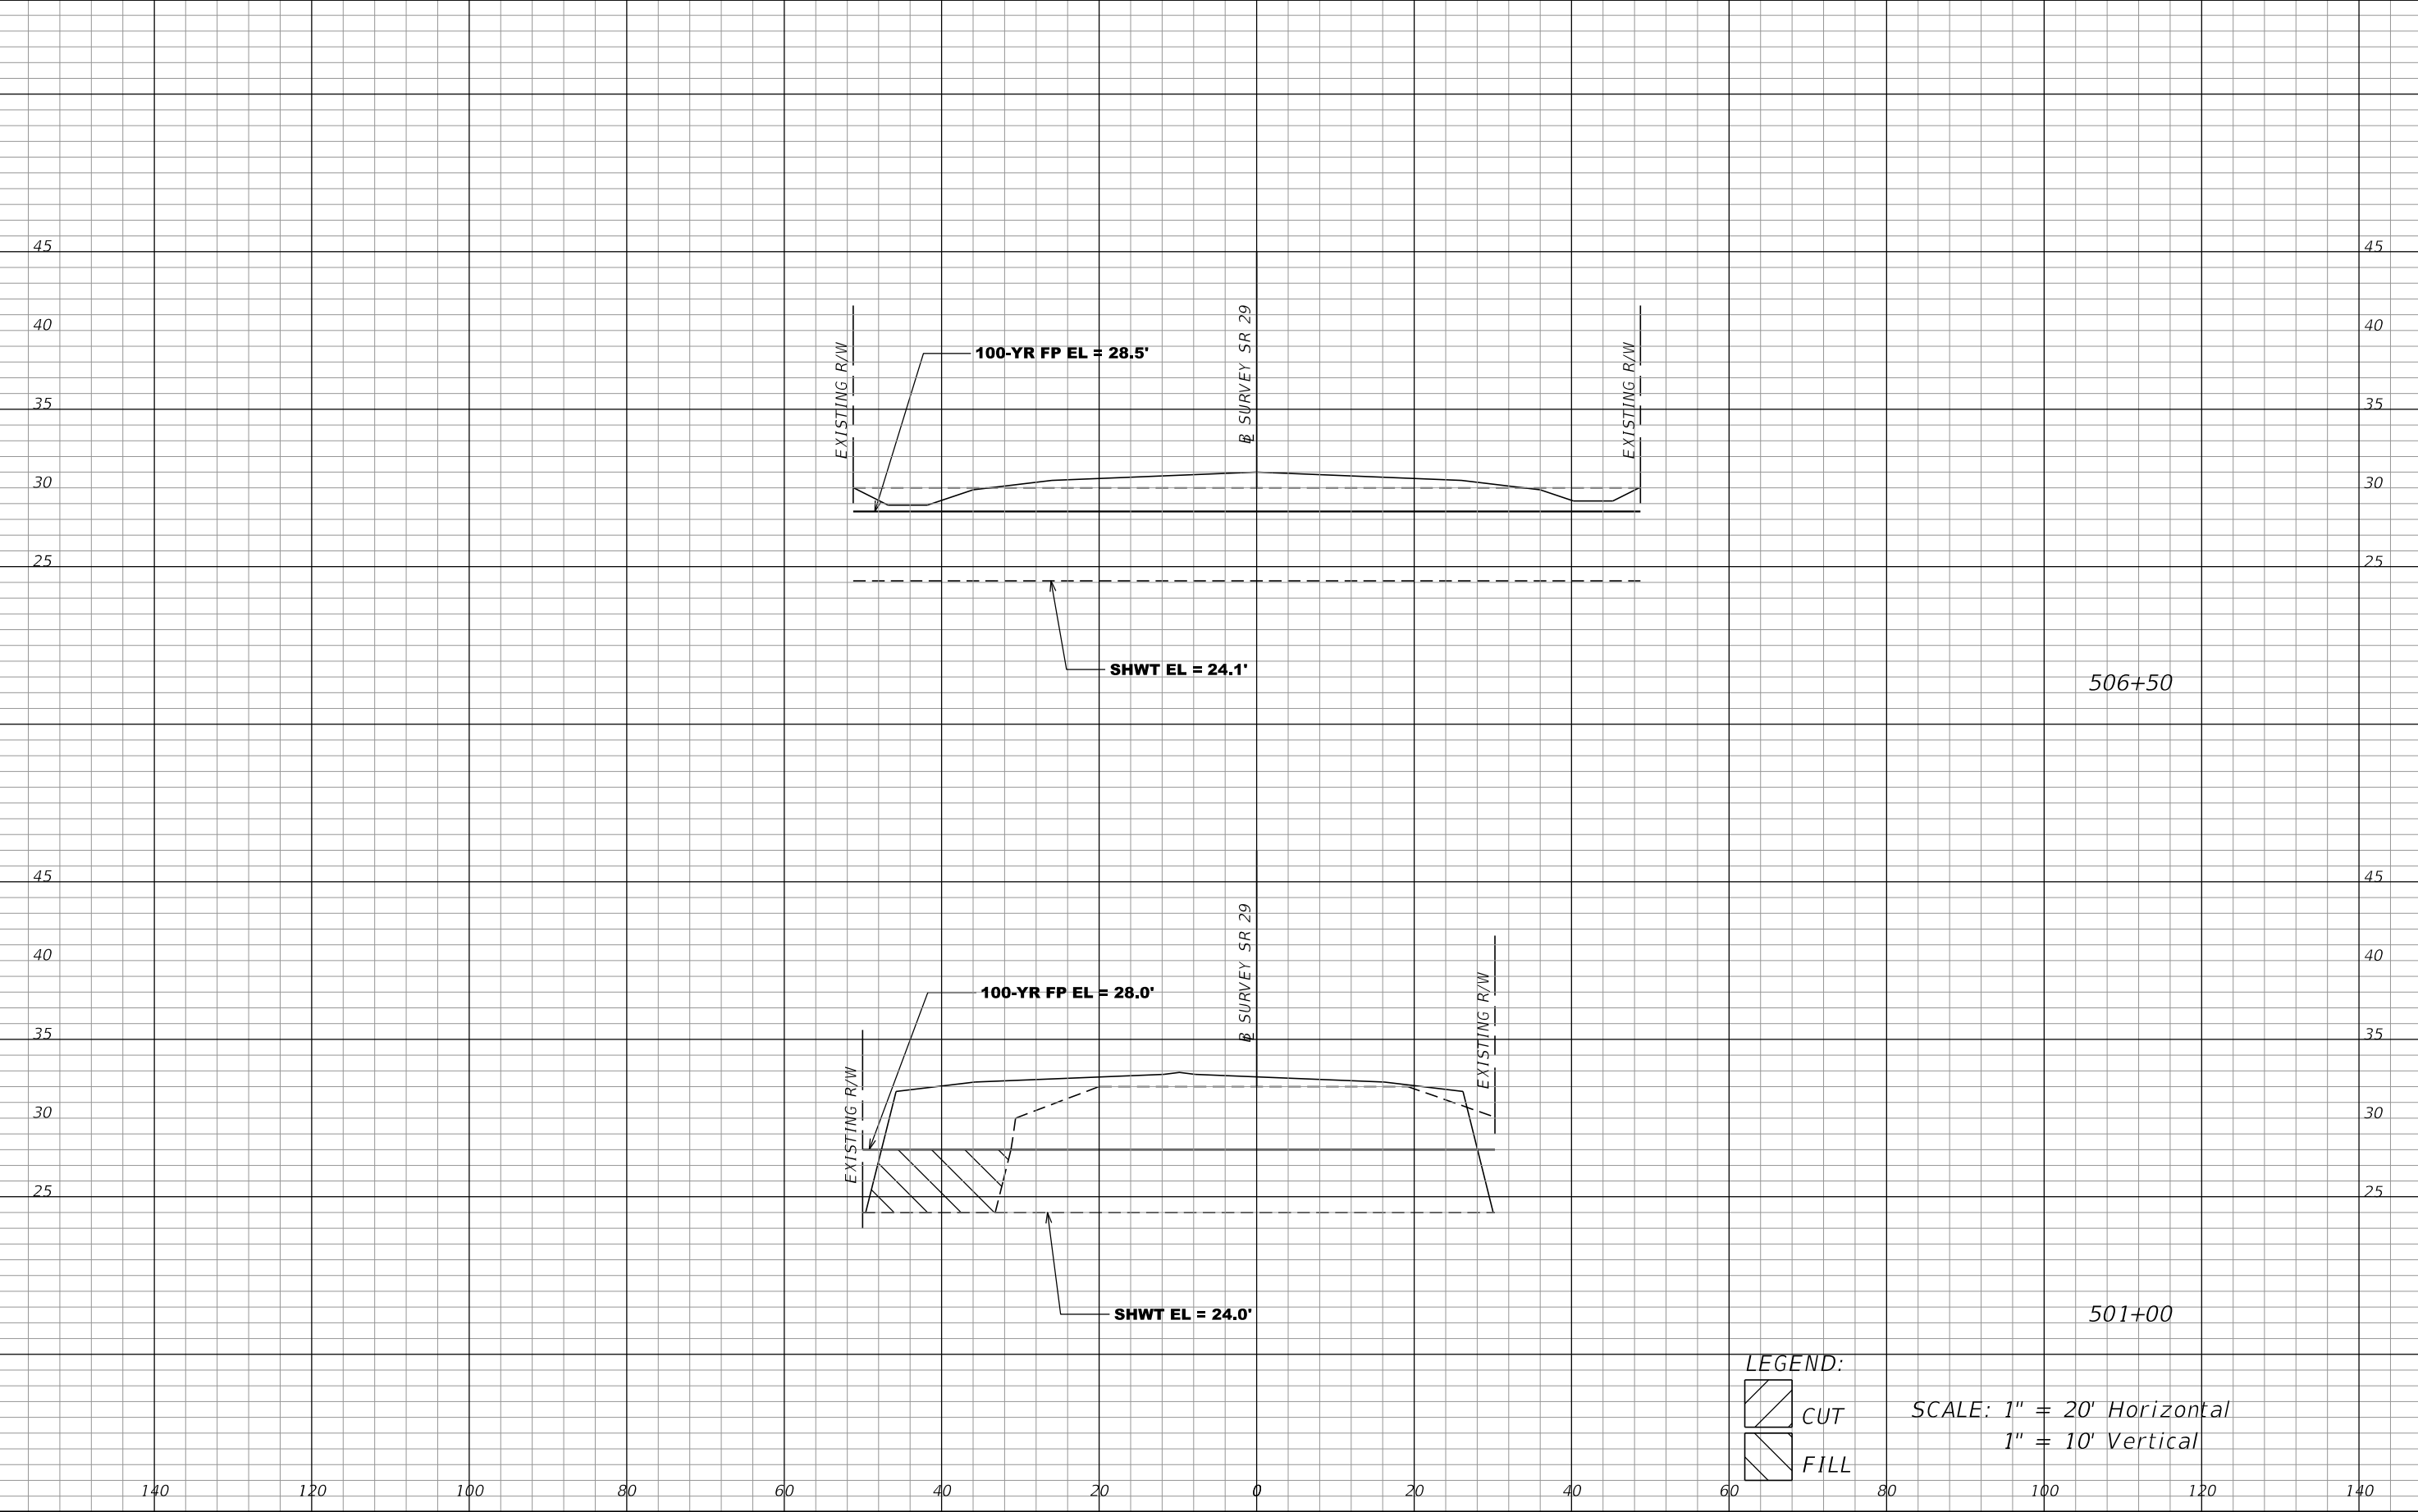 45 45
40 40
EXISTING R/W
℄ SURVEY SR 29
EXISTING R/W
100-YR FP EL = 28.5'
35 35
30 30
25 25
SHWT EL = 24.1'
506+50
45 45
40 40
℄ SURVEY SR 29
100-YR FP EL = 28.0'
EXISTING R/W
35 35
EXISTING R/W
30 30
25 25
SHWT EL = 24.0'
501+00
LEGEND:
CUT
FILL
SCALE: 1" = 20' Horizontal
1" = 10' Vertical
140 120 100 80 60 40 20 0 20 40 60 80 100 120 140